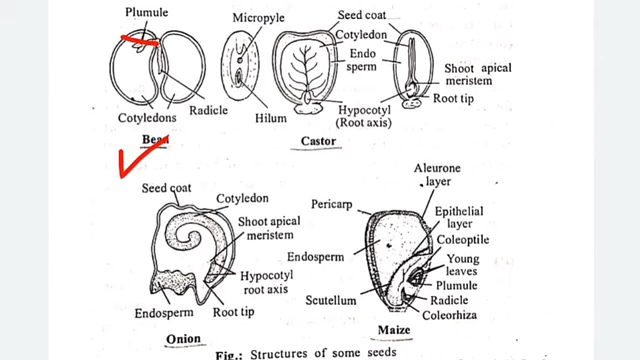 Plumule
Cotyledons
Radicle
Bean
Micropyle
Hilum
Seed coat
Cotyledon
Endo
sperm
Hypocotyl
(Root axis)
Shoot apical
meristem
Root tip
Castor
Seed coat
Cotyledon
Shoot apical
meristem
Hypocotyl
root axis
Root tip
Endosperm
Onion
Aleurone
layer
Pericarp
Epithelial
layer
Coleoptile
Endosperm
Young
leaves
Plumule
Scutellum
Radicle
Coleorhiza
Maize
Fig.: Structures of some seeds